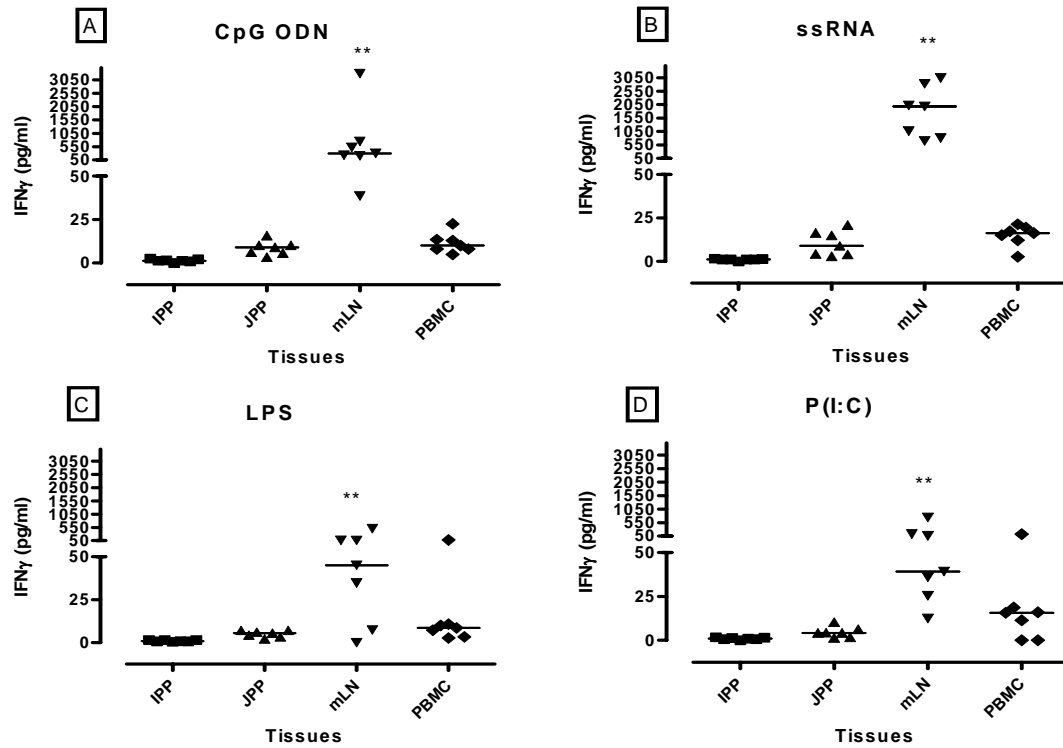 A
CpG ODN
**
3050
2550
2050
1550
1050
550
50
50
25
0
IFNγ (pg/ml)
IPP
JPP
mLN
PBMC
Tissues
B
ssRNA
**
3050
2550
2050
1550
1050
550
50
50
25
0
IFNγ (pg/ml)
IPP
JPP
mLN
PBMC
Tissues
C
LPS
**
3050
2550
2050
1550
1050
550
50
50
25
0
IFNγ (pg/ml)
IPP
JPP
mLN
PBMC
Tissues
D
P(I:C)
**
3050
2550
2050
1550
1050
550
50
50
25
0
IFNγ (pg/ml)
IPP
JPP
mLN
PBMC
Tissues